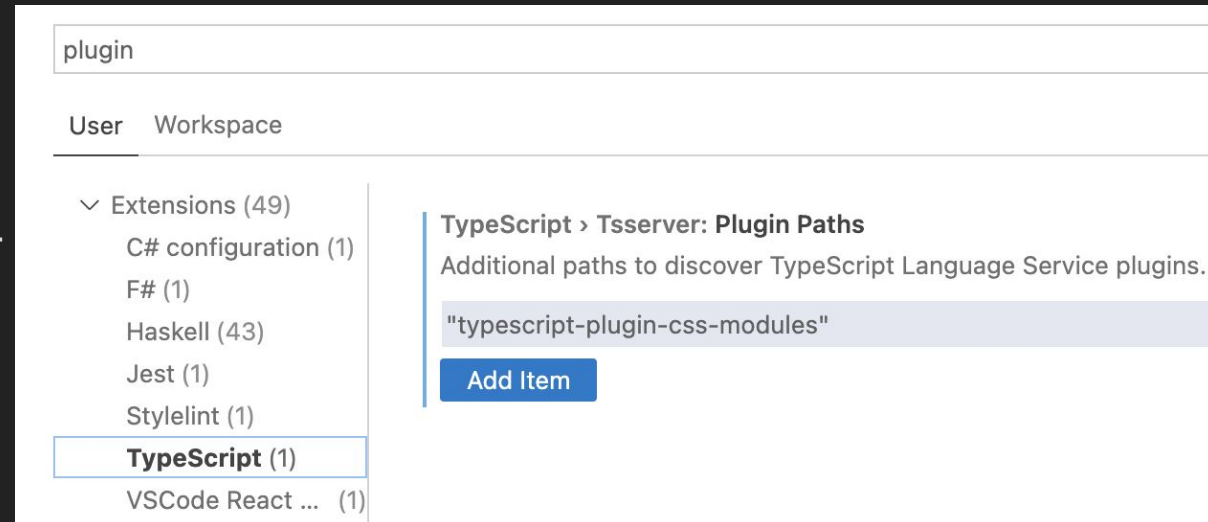 plugin
User Workspace
Extensions (49)
C# configuration (1)
F# (1)
Haskell (43)
Jest (1)
Stylelint (1)
TypeScript (1)
VSCode React ... (1)
TypeScript › Tsserver: Plugin Paths
Additional paths to discover TypeScript Language Service plugins.
"typescript-plugin-css-modules"
Add Item